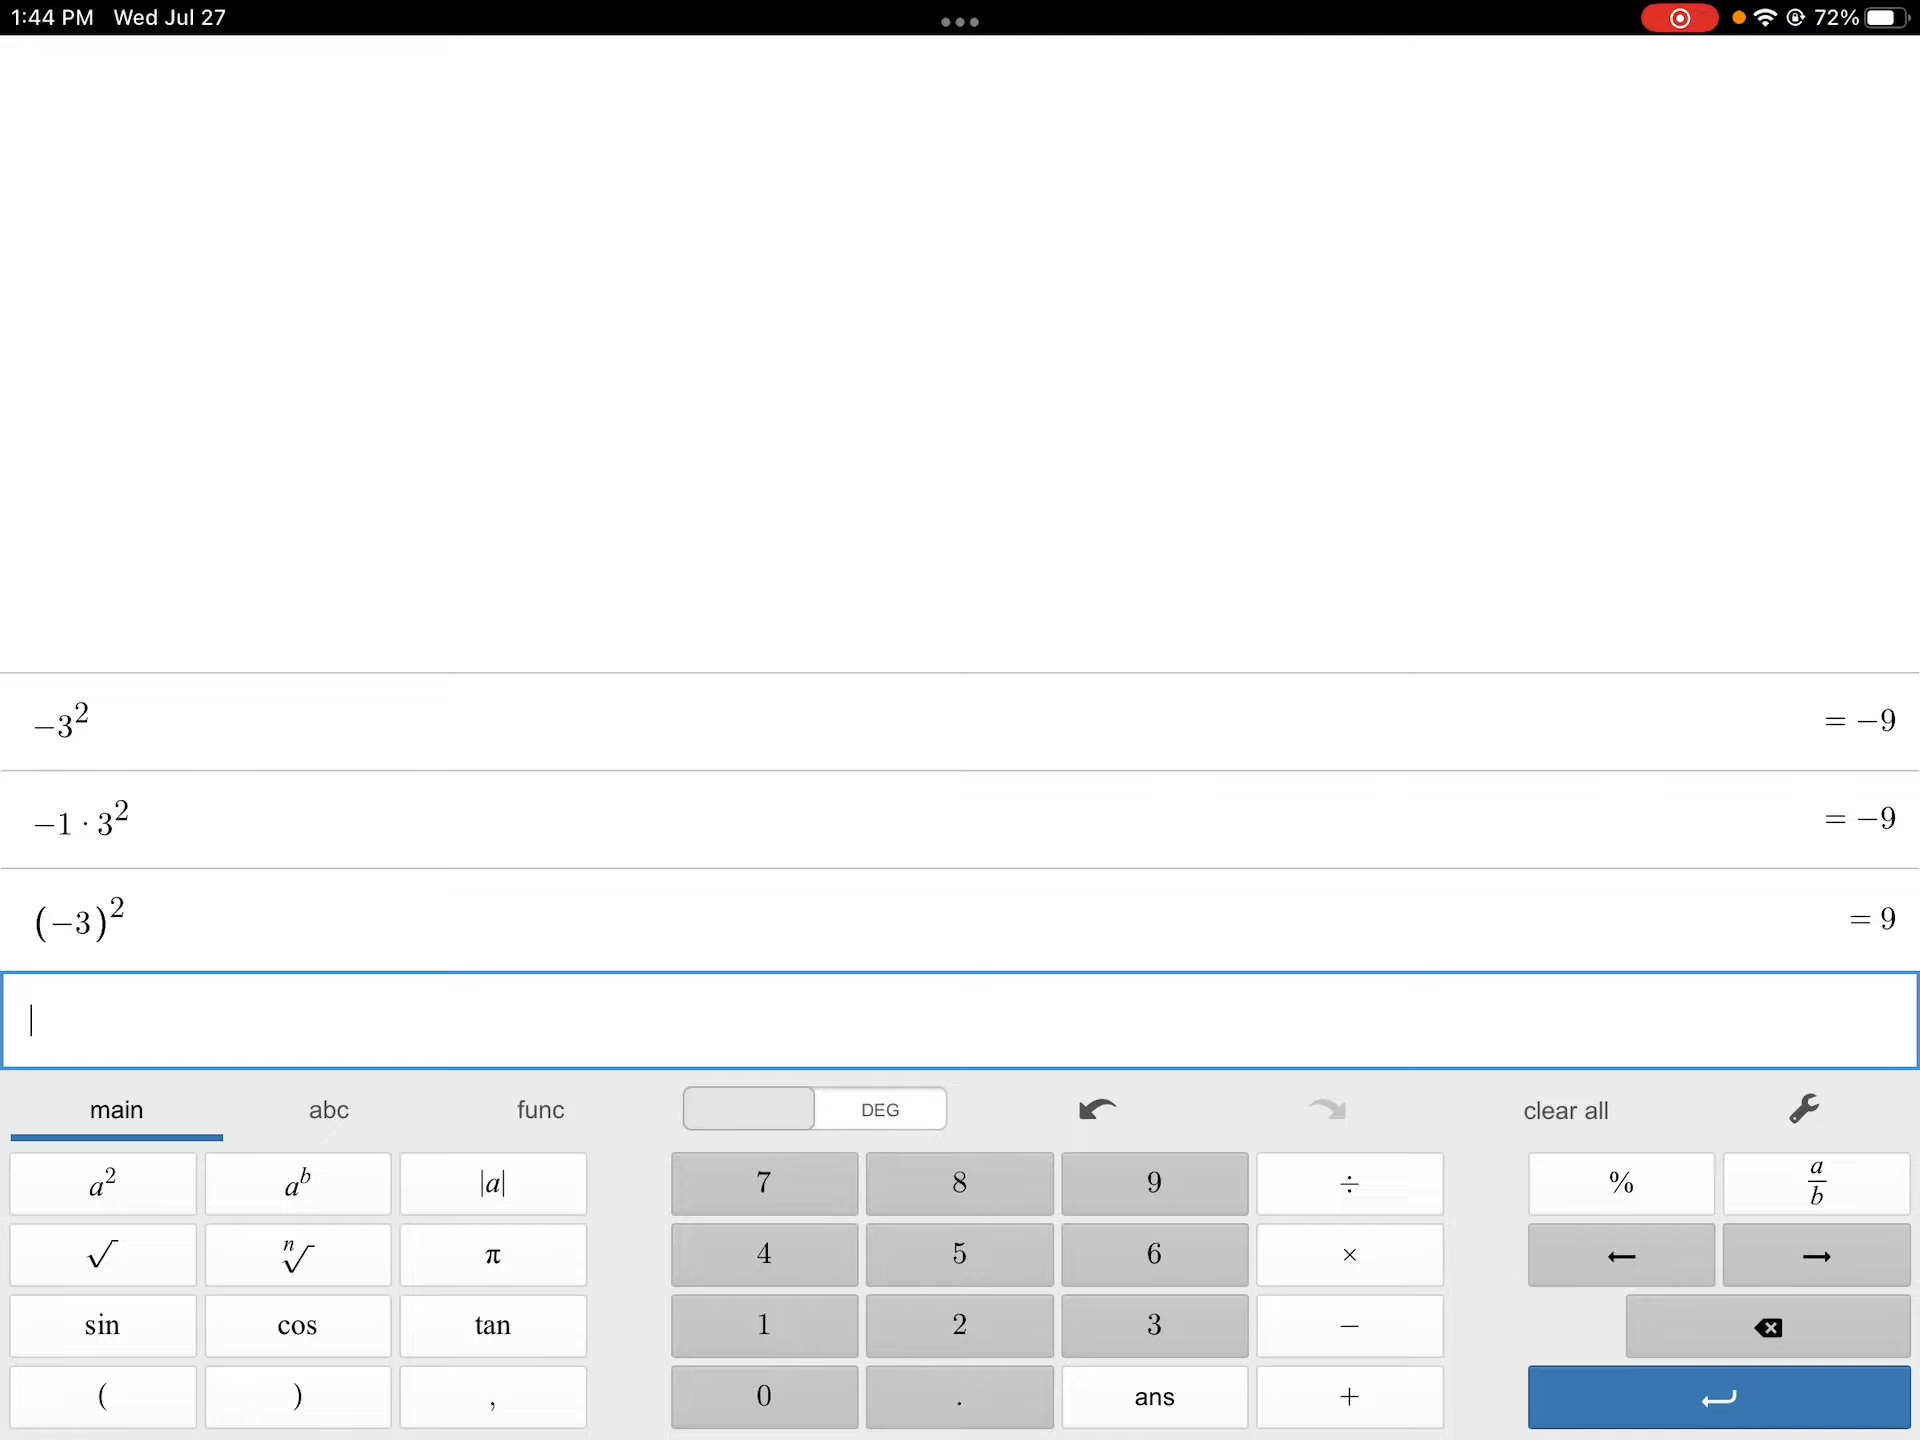 1:44 PM Wed Jul 27 72%
−3² = −9
−1 · 3² = −9
(−3)² = 9
main abc func DEG clear all
a² aᵇ |a| 7 8 9 ÷ % a/b
√ ⁿ√ π 4 5 6 × ← →
sin cos tan 1 2 3 −
( ) , 0 . ans +